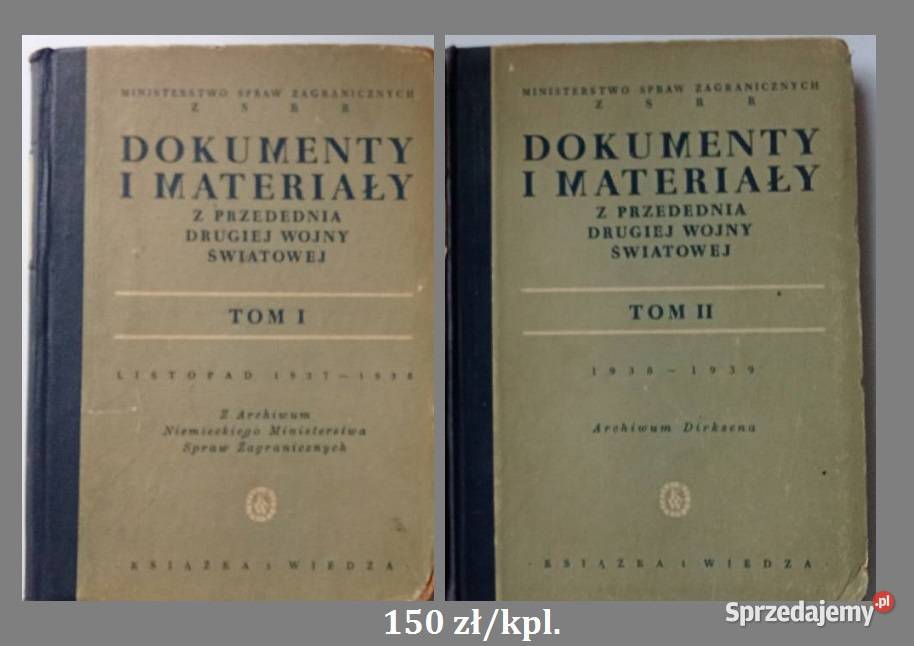 MINISTERSTWO SPRAW ZAGRANICZNYCH
ZSRR
DOKUMENTY
I MATERIAŁY
Z PRZEDEDNIA
DRUGIEJ WOJNY
ŚWIATOWEJ
TOM I
LISTOPAD 1937 — 1938
Z Archiwum
Niemieckiego Ministerstwa
Spraw Zagranicznych
KSIĄŻKA i WIEDZA
MINISTERSTWO SPRAW ZAGRANICZNYCH
ZSRR
DOKUMENTY
I MATERIAŁY
Z PRZEDEDNIA
DRUGIEJ WOJNY
ŚWIATOWEJ
TOM II
1938 — 1939
Archiwum Dirksena
· KSIĄŻKA i WIEDZA ·
150 zł/kpl.
Sprzedajemy.pl